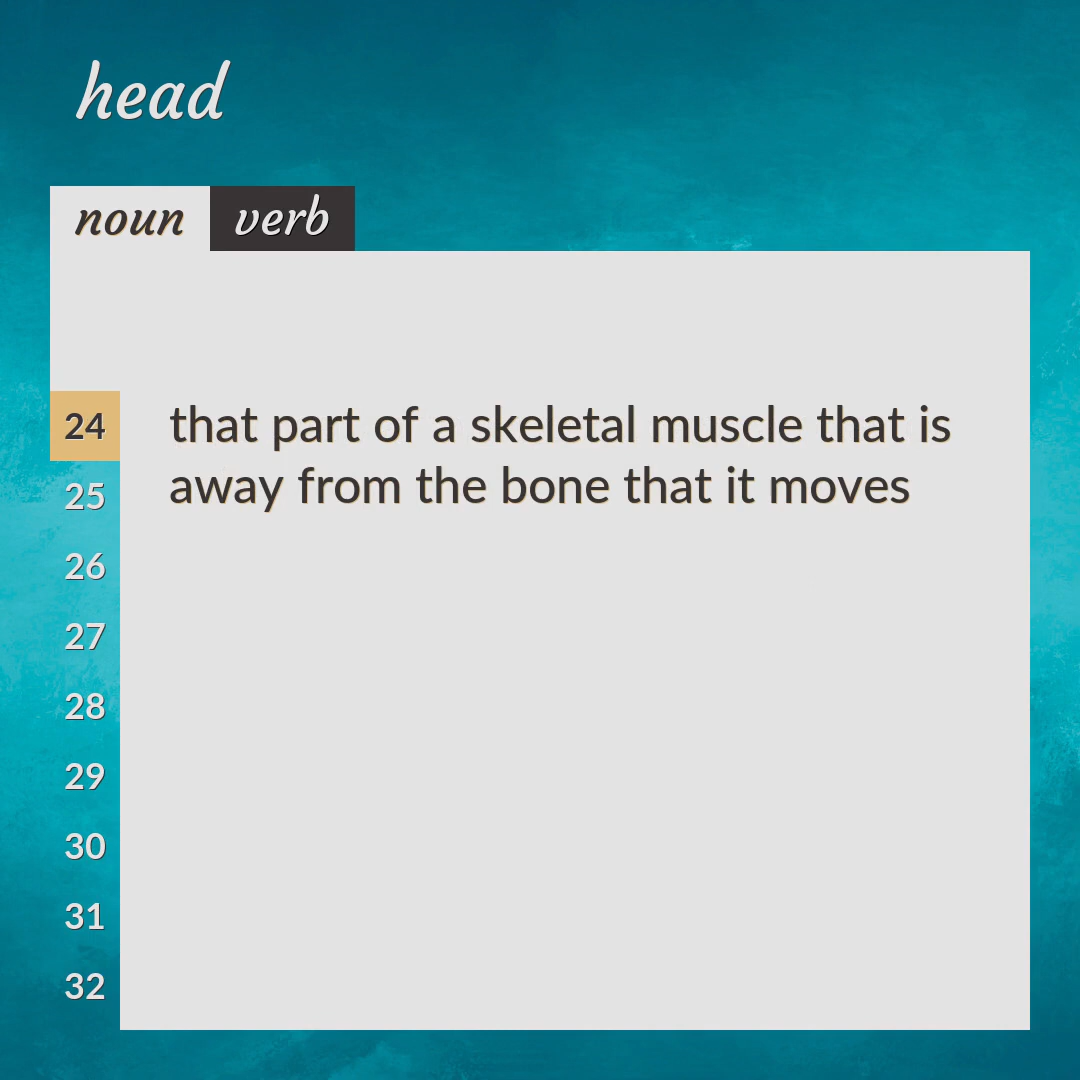 head
noun verb
24 that part of a skeletal muscle that is
away from the bone that it moves
25
26
27
28
29
30
31
32